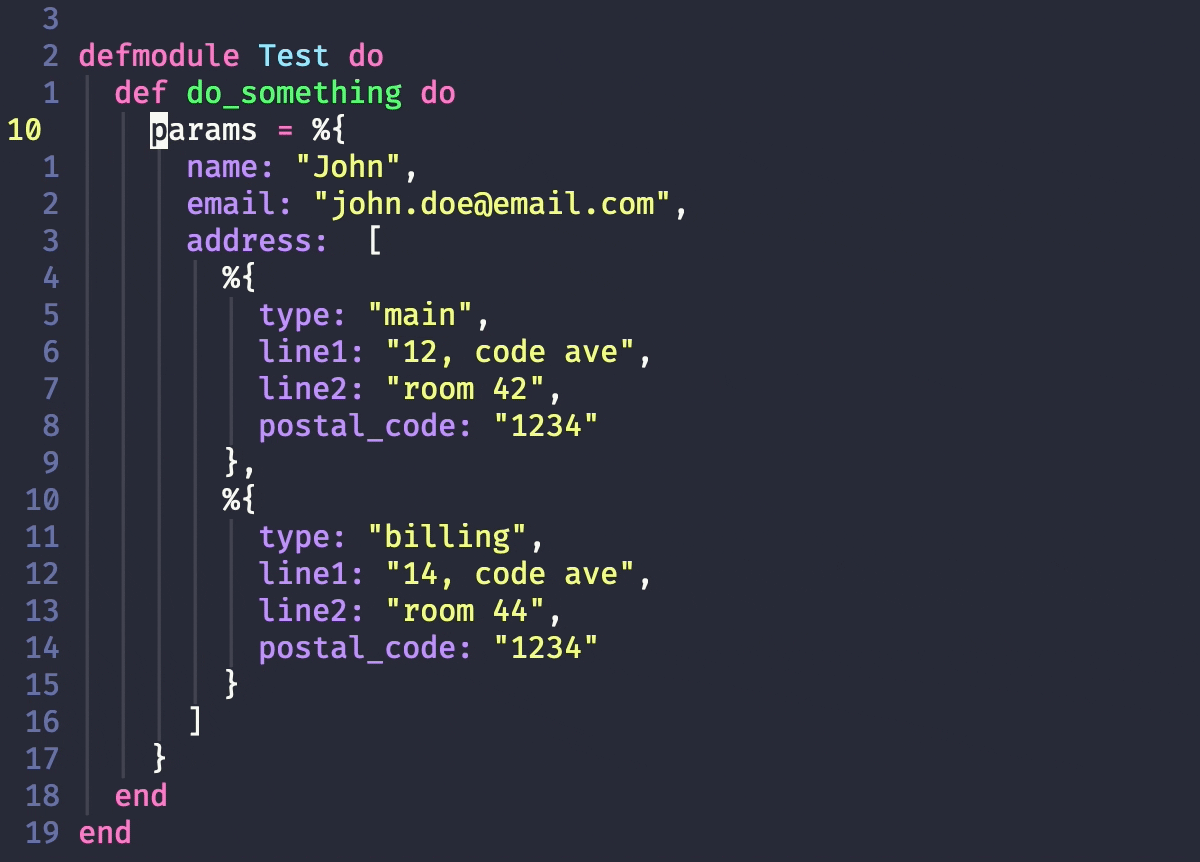 3
2 defmodule Test do
1   def do_something do
10     params = %{
1       name: "John",
2       email: "john.doe@email.com",
3       address:  [
4         %{
5           type: "main",
6           line1: "12, code ave",
7           line2: "room 42",
8           postal_code: "1234"
9         },
10         %{
11           type: "billing",
12           line1: "14, code ave",
13           line2: "room 44",
14           postal_code: "1234"
15         }
16       ]
17     }
18   end
19 end